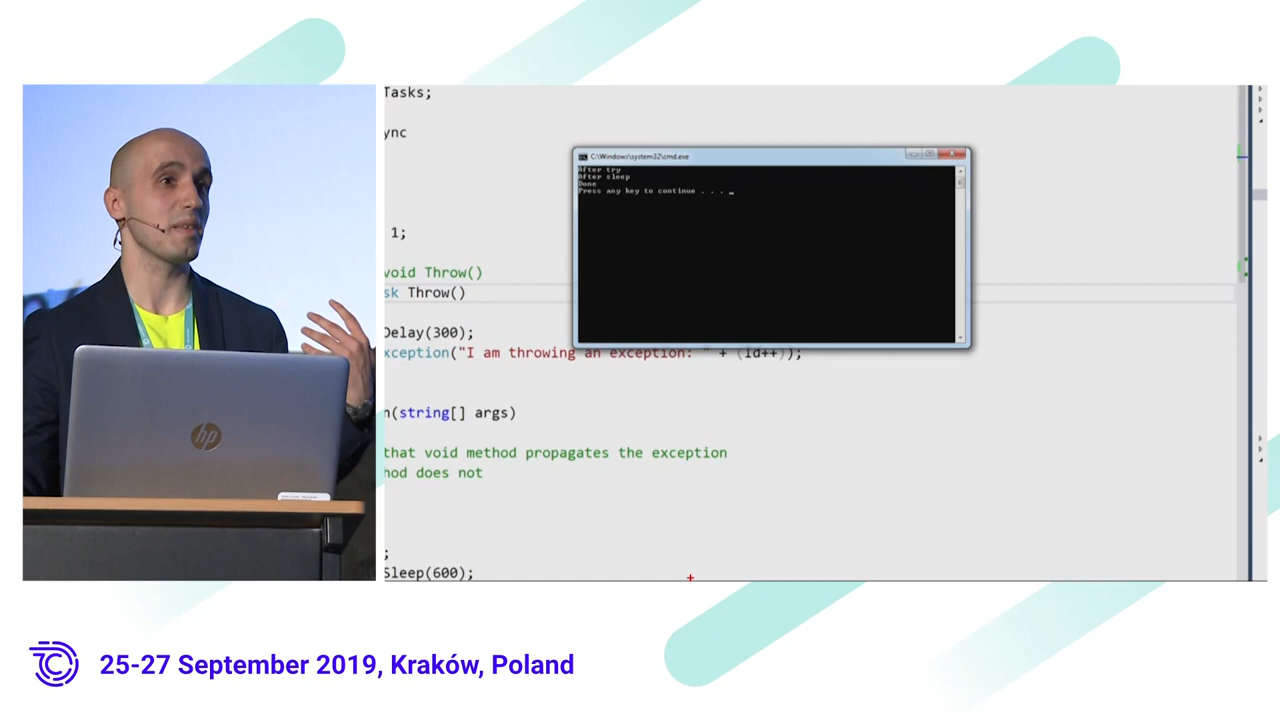 Tasks;
ync
1;
void Throw()
sk Throw()
Delay(300);
xception("I am throwing an exception: " + (Id++));
n(string[] args)
that void method propagates the exception
hod does not
;
Sleep(600);
C:\Windows\system32\cmd.exe
After try
After sleep
Done
Press any key to continue . . . _
hp
25-27 September 2019, Kraków, Poland